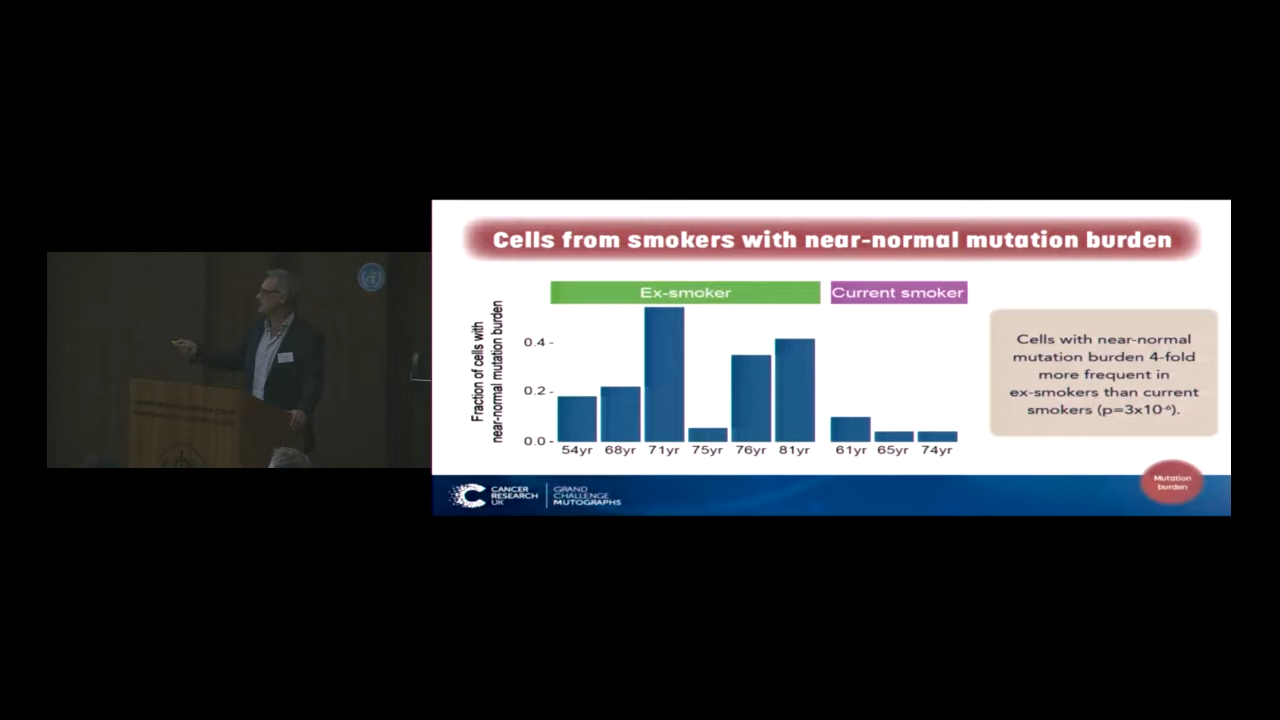 Cells from smokers with near-normal mutation burden
Ex-smoker
Current smoker
Fraction of cells with
near-normal mutation burden
0.4
0.2
0.0
54yr 68yr 71yr 75yr 76yr 81yr 61yr 65yr 74yr
Cells with near-normal
mutation burden 4-fold
more frequent in
ex-smokers than current
smokers (p=3x10⁻⁶).
CANCER
RESEARCH
UK
GRAND
CHALLENGE
MUTOGRAPHS
Mutation
burden